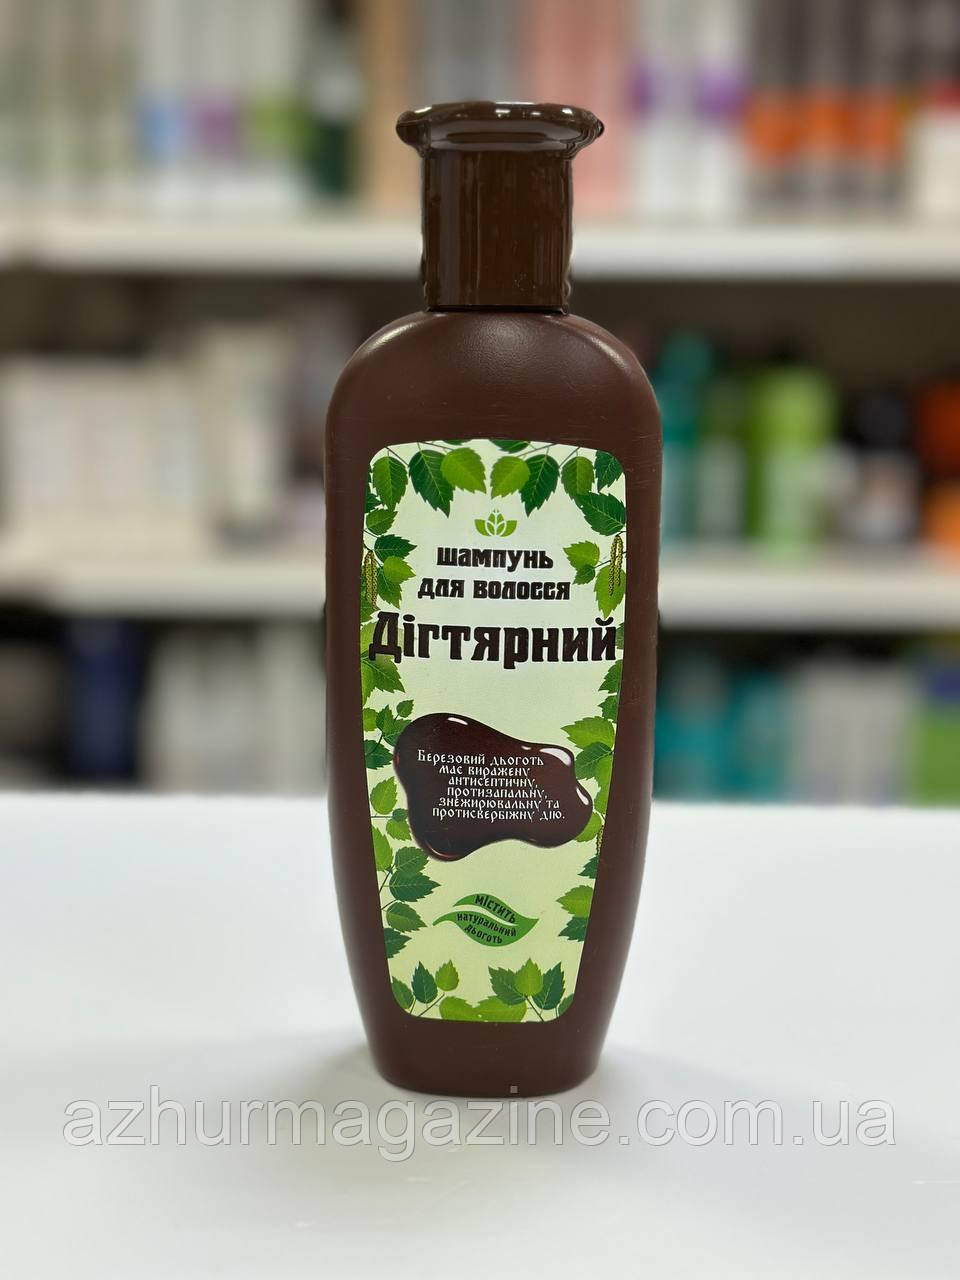 шампунь
для волосся
Дігтярний
Березовий дьоготь
має виражену
антисептичну,
протизапальну,
знежирювальну та
протисвербіжну дію.
містить
натуральний
дьоготь
azhurmagazine.com.ua